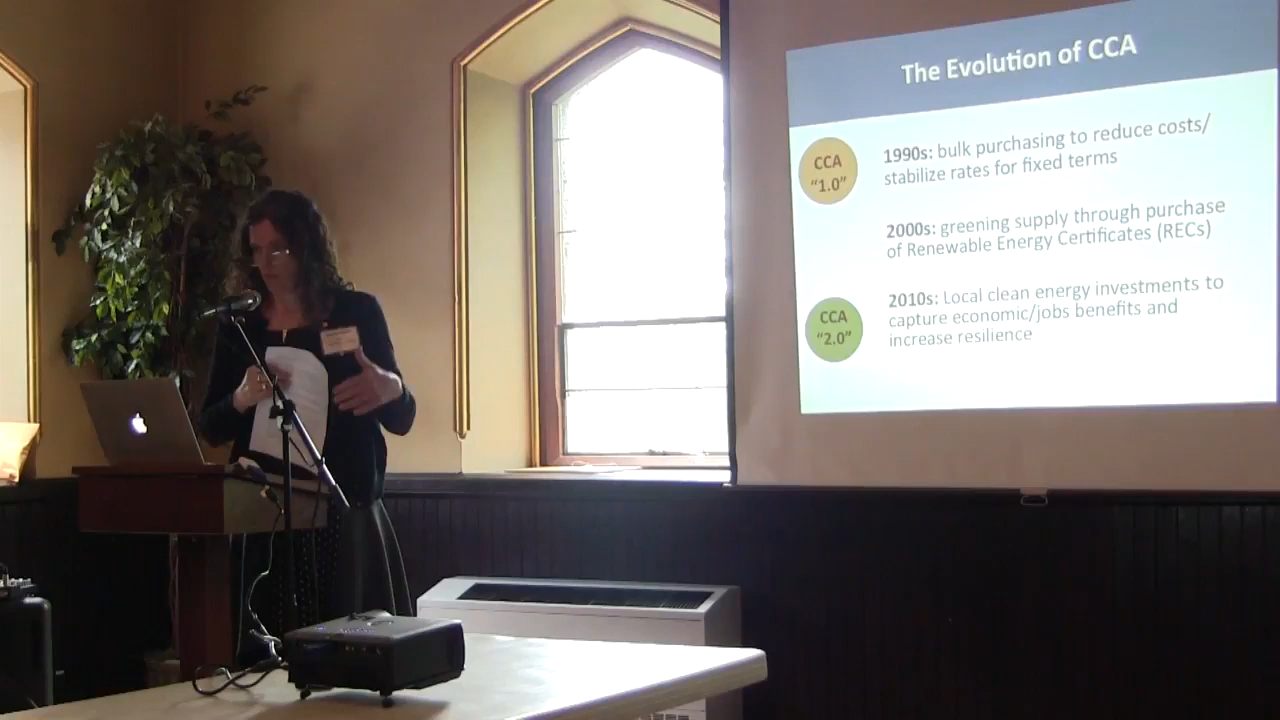 The Evolution of CCA
CCA
"1.0"
1990s: bulk purchasing to reduce costs/
stabilize rates for fixed terms
2000s: greening supply through purchase
of Renewable Energy Certificates (RECs)
CCA
"2.0"
2010s: Local clean energy investments to
capture economic/jobs benefits and
increase resilience